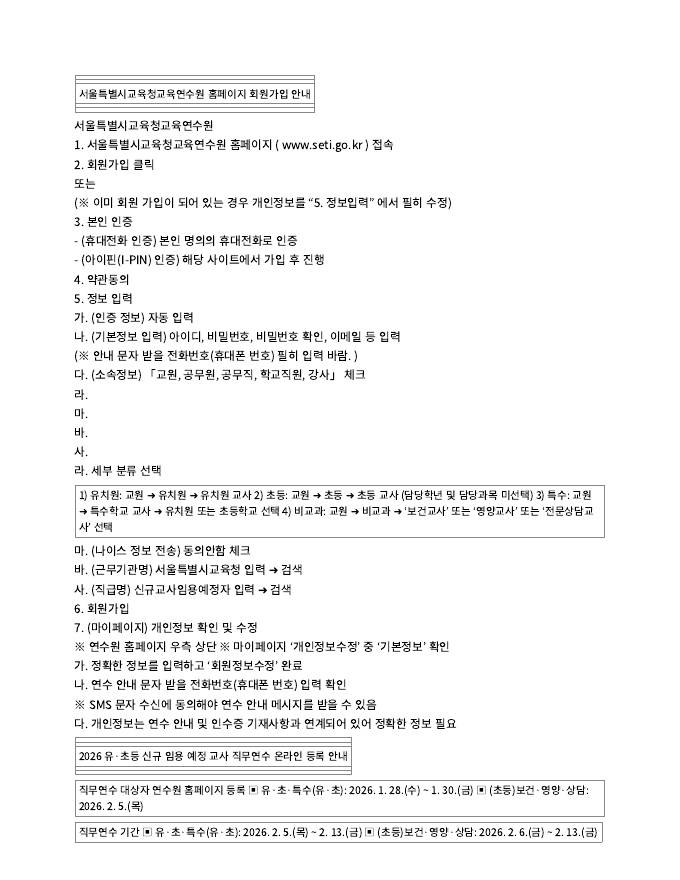 서울특별시교육청교육연수원 홈페이지 회원가입 안내
서울특별시교육청교육연수원
1. 서울특별시교육청교육연수원 홈페이지 ( www.seti.go.kr ) 접속
2. 회원가입 클릭
또는
(※ 이미 회원 가입이 되어 있는 경우 개인정보를 “5. 정보입력” 에서 필히 수정)
3. 본인 인증
- (휴대전화 인증) 본인 명의의 휴대전화로 인증
- (아이핀(I-PIN) 인증) 해당 사이트에서 가입 후 진행
4. 약관동의
5. 정보 입력
가. (인증 정보) 자동 입력
나. (기본정보 입력) 아이디, 비밀번호, 비밀번호 확인, 이메일 등 입력
(※ 안내 문자 받을 전화번호(휴대폰 번호) 필히 입력 바람. )
다. (소속정보) 「교원, 공무원, 공무직, 학교직원, 강사」 체크
라.
마.
바.
사.
라. 세부 분류 선택
1) 유치원: 교원 ➔ 유치원 ➔ 유치원 교사 2) 초등: 교원 ➔ 초등 ➔ 초등 교사 (담당학년 및 담당과목 미선택) 3) 특수: 교원
➔ 특수학교 교사 ➔ 유치원 또는 초등학교 선택 4) 비교과: 교원 ➔ 비교과 ➔ ‘보건교사’ 또는 ‘영양교사’ 또는 ‘전문상담교
사’ 선택
마. (나이스 정보 전송) 동의안함 체크
바. (근무기관명) 서울특별시교육청 입력 ➔ 검색
사. (직급명) 신규교사임용예정자 입력 ➔ 검색
6. 회원가입
7. (마이페이지) 개인정보 확인 및 수정
※ 연수원 홈페이지 우측 상단 ※ 마이페이지 ‘개인정보수정’ 중 ‘기본정보’ 확인
가. 정확한 정보를 입력하고 ‘회원정보수정’ 완료
나. 연수 안내 문자 받을 전화번호(휴대폰 번호) 입력 확인
※ SMS 문자 수신에 동의해야 연수 안내 메시지를 받을 수 있음
다. 개인정보는 연수 안내 및 인수증 기재사항과 연계되어 있어 정확한 정보 필요
2026 유·초등 신규 임용 예정 교사 직무연수 온라인 등록 안내
직무연수 대상자 연수원 홈페이지 등록 ▣ 유·초·특수(유·초): 2026. 1. 28.(수) ~ 1. 30.(금) ▣ (초등)보건·영양·상담:
2026. 2. 5.(목)
직무연수 기간 ▣ 유·초·특수(유·초): 2026. 2. 5.(목) ~ 2. 13.(금) ▣ (초등)보건·영양·상담: 2026. 2. 6.(금) ~ 2. 13.(금)